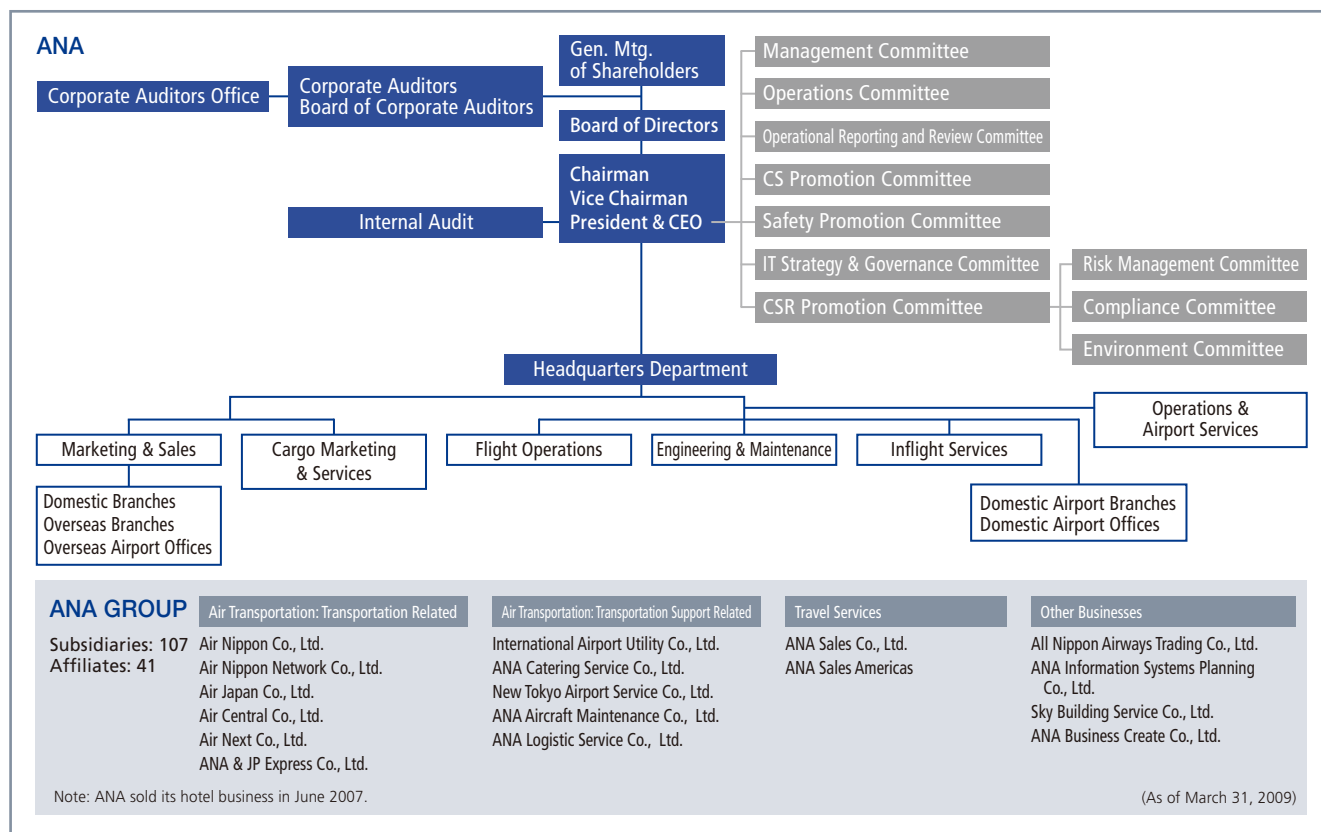 ANA
Gen. Mtg.
of Shareholders
Corporate Auditors Office
Corporate Auditors
Board of Corporate Auditors
Board of Directors
Chairman
Vice Chairman
President & CEO
Internal Audit
Management Committee
Operations Committee
Operational Reporting and Review Committee
CS Promotion Committee
Safety Promotion Committee
IT Strategy & Governance Committee
CSR Promotion Committee
Risk Management Committee
Compliance Committee
Environment Committee
Headquarters Department
Marketing & Sales
Cargo Marketing
& Services
Flight Operations
Engineering & Maintenance
Inflight Services
Operations &
Airport Services
Domestic Branches
Overseas Branches
Overseas Airport Offices
Domestic Airport Branches
Domestic Airport Offices
ANA GROUP
Subsidiaries: 107
Affiliates: 41
Air Transportation: Transportation Related
Air Nippon Co., Ltd.
Air Nippon Network Co., Ltd.
Air Japan Co., Ltd.
Air Central Co., Ltd.
Air Next Co., Ltd.
ANA & JP Express Co., Ltd.
Air Transportation: Transportation Support Related
International Airport Utility Co., Ltd.
ANA Catering Service Co., Ltd.
New Tokyo Airport Service Co., Ltd.
ANA Aircraft Maintenance Co., Ltd.
ANA Logistic Service Co., Ltd.
Travel Services
ANA Sales Co., Ltd.
ANA Sales Americas
Other Businesses
All Nippon Airways Trading Co., Ltd.
ANA Information Systems Planning
Co., Ltd.
Sky Building Service Co., Ltd.
ANA Business Create Co., Ltd.
Note: ANA sold its hotel business in June 2007.
(As of March 31, 2009)